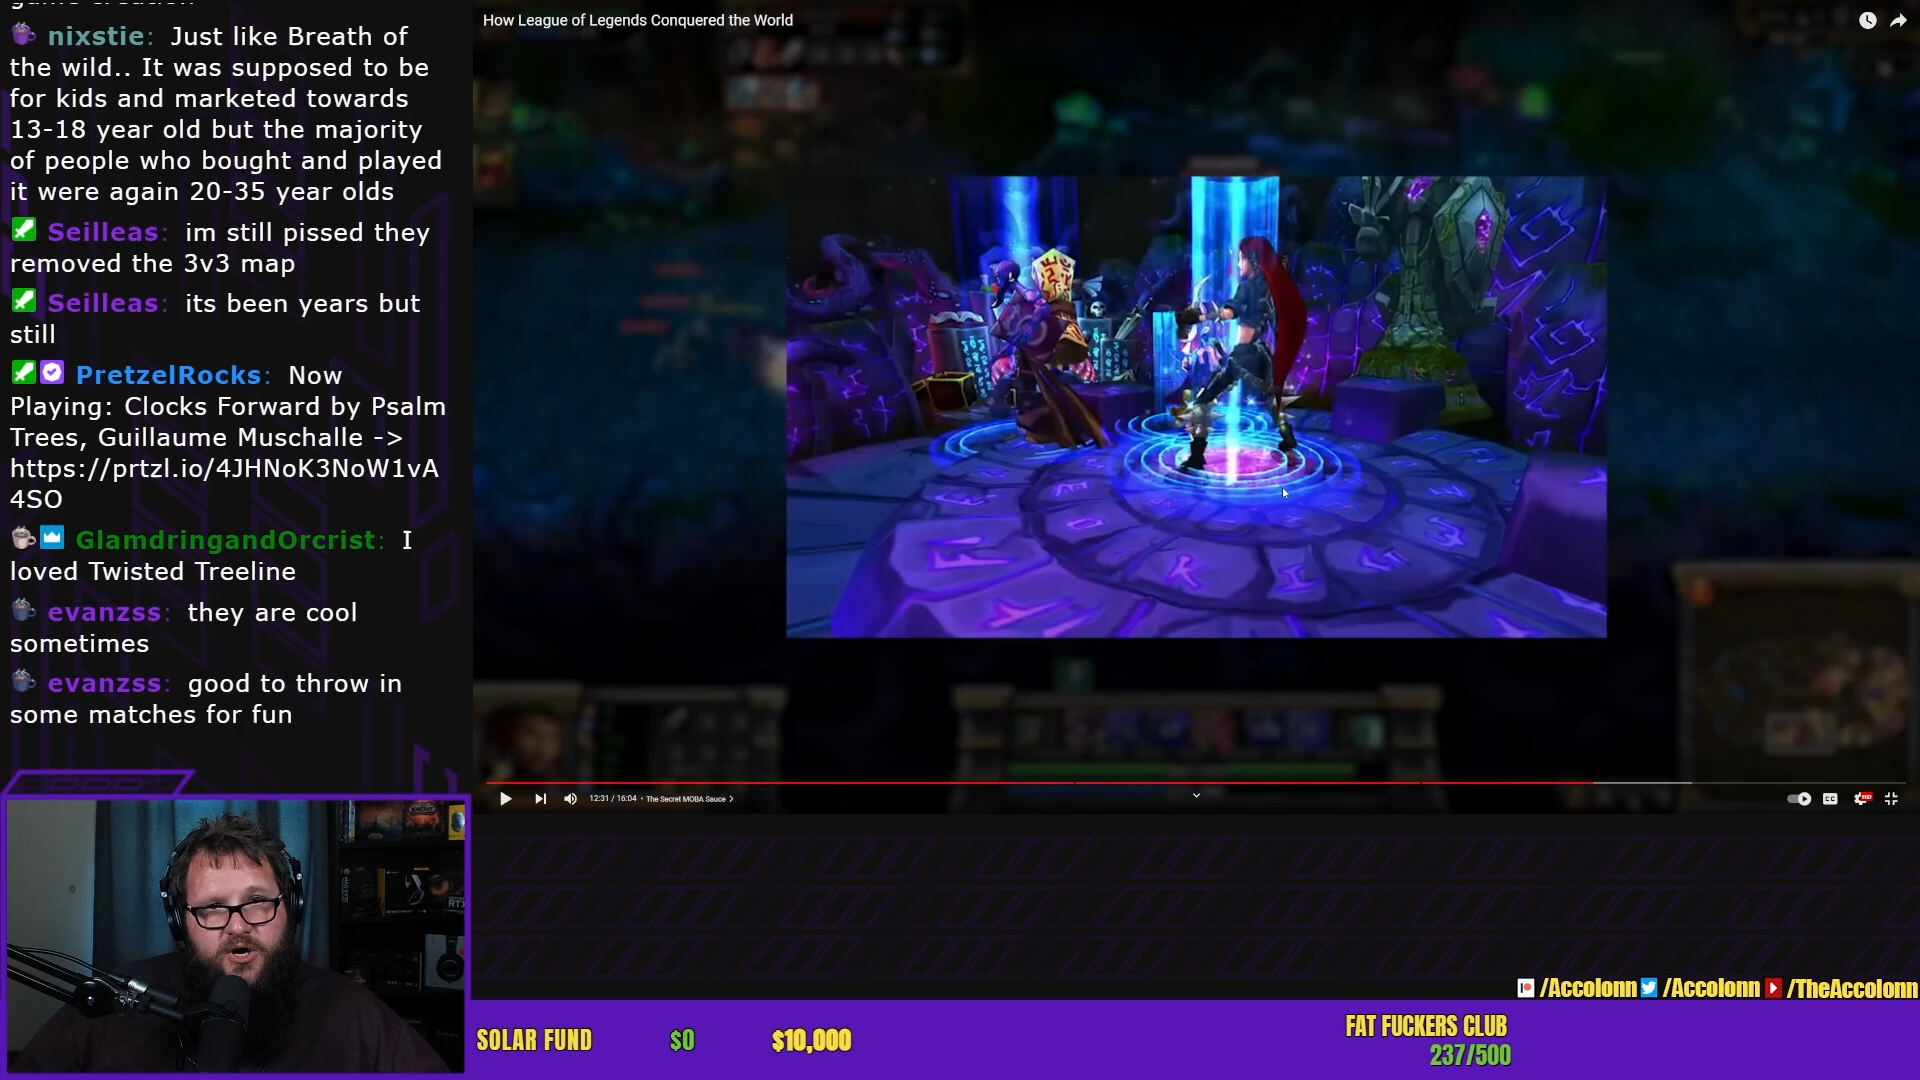 nixstie: Just like Breath of
the wild.. It was supposed to be
for kids and marketed towards
13-18 year old but the majority
of people who bought and played
it were again 20-35 year olds
Seilleas: im still pissed they
removed the 3v3 map
Seilleas: its been years but
still
PretzelRocks: Now
Playing: Clocks Forward by Psalm
Trees, Guillaume Muschalle ->
https://prtzl.io/4JHNoK3NoW1vA
4SO
GlamdringandOrcrist: I
loved Twisted Treeline
evanzss: they are cool
sometimes
evanzss: good to throw in
some matches for fun
How League of Legends Conquered the World
12:31 / 16:04 • The Secret MOBA Sauce >
CC
HD
/Accolonn /Accolonn /TheAccolonn
SOLAR FUND $0 $10,000
FAT FUCKERS CLUB
237/500